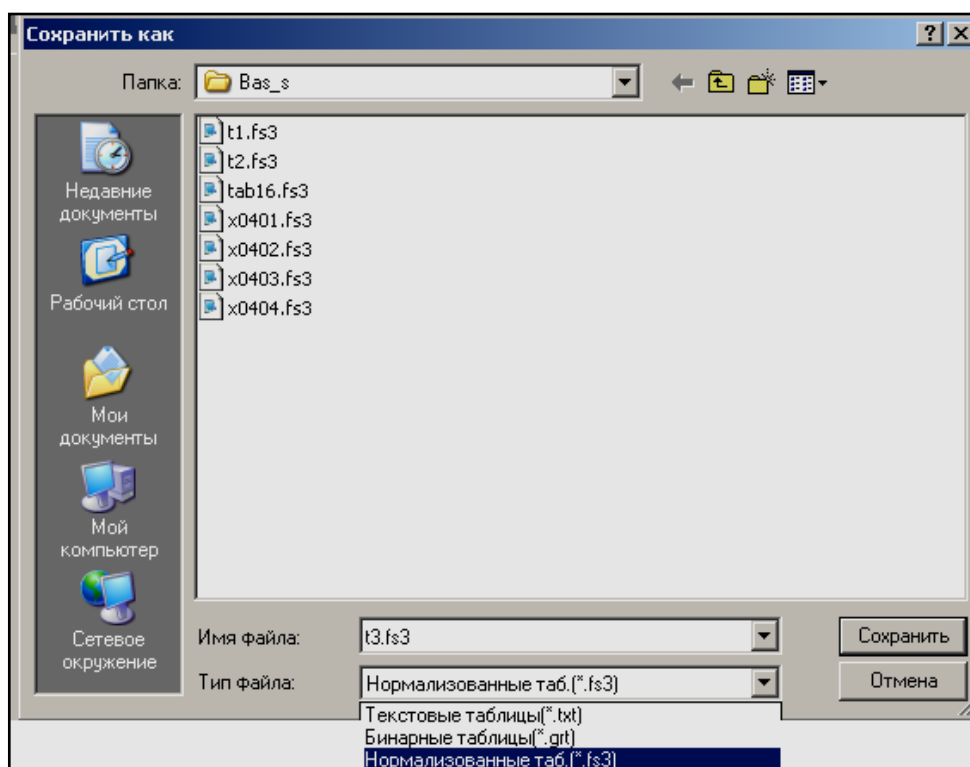 Сохранить как
Папка:
Bas_s
t1.fs3
t2.fs3
tab16.fs3
x0401.fs3
x0402.fs3
x0403.fs3
x0404.fs3
Недавние
документы
Рабочий стол
Мои
документы
Мой
компьютер
Сетевое
окружение
Имя файла:
t3.fs3
Сохранить
Тип файла:
Нормализованные таб.(*.fs3)
Отмена
Текстовые таблицы(*.txt)
Бинарные таблицы(*.grt)
Нормализованные таб.(*.fs3)